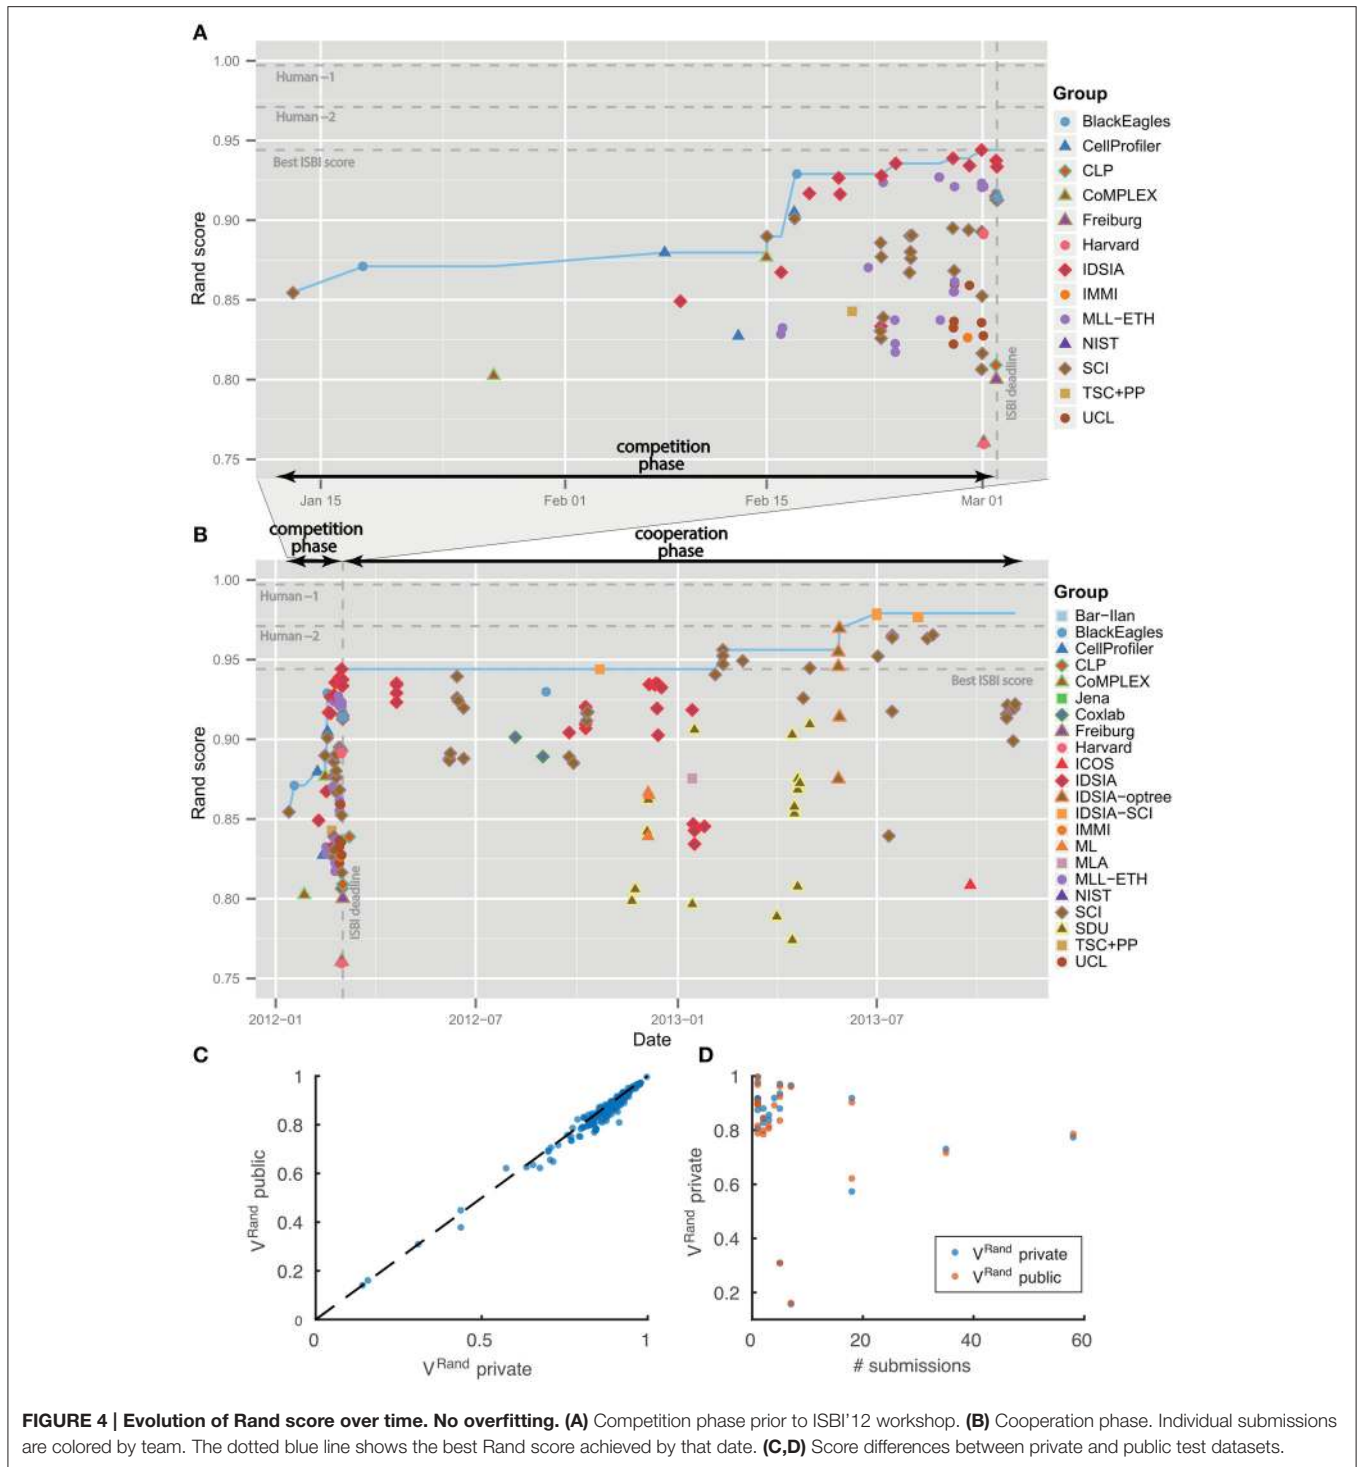 A
1.00
0.95
0.90
0.85
0.80
0.75
Rand score
Human-1
Human-2
Best ISBI score
ISBI deadline
competition
phase
Jan 15
Feb 01
Feb 15
Mar 01
Group
BlackEagles
CellProfiler
CLP
CoMPLEX
Freiburg
Harvard
IDSIA
IMMI
MLL-ETH
NIST
SCI
TSC+PP
UCL
B
competition
phase
cooperation
phase
1.00
0.95
0.90
0.85
0.80
0.75
Rand score
Human-1
Human-2
Best ISBI score
ISBI deadline
2012-01
2012-07
2013-01
2013-07
Date
Group
Bar-Ilan
BlackEagles
CellProfiler
CLP
CoMPLEX
Jena
Coxlab
Freiburg
Harvard
ICOS
IDSIA
IDSIA-optree
IDSIA-SCI
IMMI
ML
MLA
MLL-ETH
NIST
SCI
SDU
TSC+PP
UCL
C
1
0.8
0.6
0.4
0.2
0
V^Rand public
0
0.5
1
V^Rand private
D
1
0.8
0.6
0.4
0.2
V^Rand private
0
20
40
60
# submissions
V^Rand private
V^Rand public
FIGURE 4 | Evolution of Rand score over time. No overfitting. (A) Competition phase prior to ISBI'12 workshop. (B) Cooperation phase. Individual submissions
are colored by team. The dotted blue line shows the best Rand score achieved by that date. (C,D) Score differences between private and public test datasets.